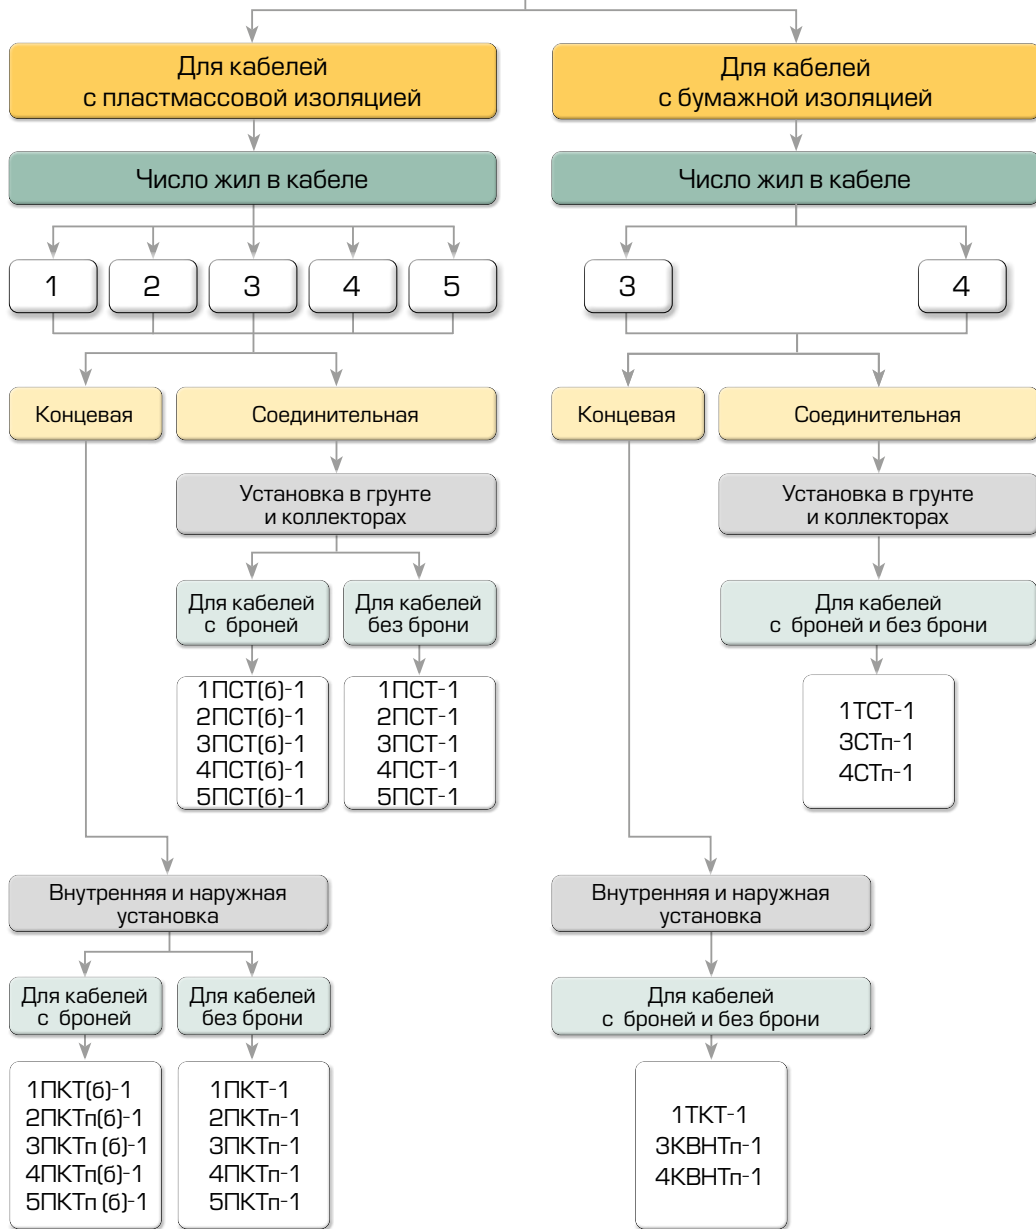 Для кабелей
с пластмассовой изоляцией
Число жил в кабеле
1
2
3
4
5
Концевая
Соединительная
Установка в грунте
и коллекторах
Для кабелей
с броней
Для кабелей
без брони
1ПСТ(б)-1
2ПСТ(б)-1
3ПСТ(б)-1
4ПСТ(б)-1
5ПСТ(б)-1
1ПСТ-1
2ПСТ-1
3ПСТ-1
4ПСТ-1
5ПСТ-1
Внутренняя и наружная
установка
Для кабелей
с броней
Для кабелей
без брони
1ПКТ(б)-1
2ПКТп(б)-1
3ПКТп (б)-1
4ПКТп(б)-1
5ПКТп (б)-1
1ПКТ-1
2ПКТп-1
3ПКТп-1
4ПКТп-1
5ПКТп-1
Для кабелей
с бумажной изоляцией
Число жил в кабеле
3
4
Концевая
Соединительная
Установка в грунте
и коллекторах
Для кабелей
с броней и без брони
1ТСТ-1
3СТп-1
4СТп-1
Внутренняя и наружная
установка
Для кабелей
с броней и без брони
1ТКТ-1
3КВНТп-1
4КВНТп-1